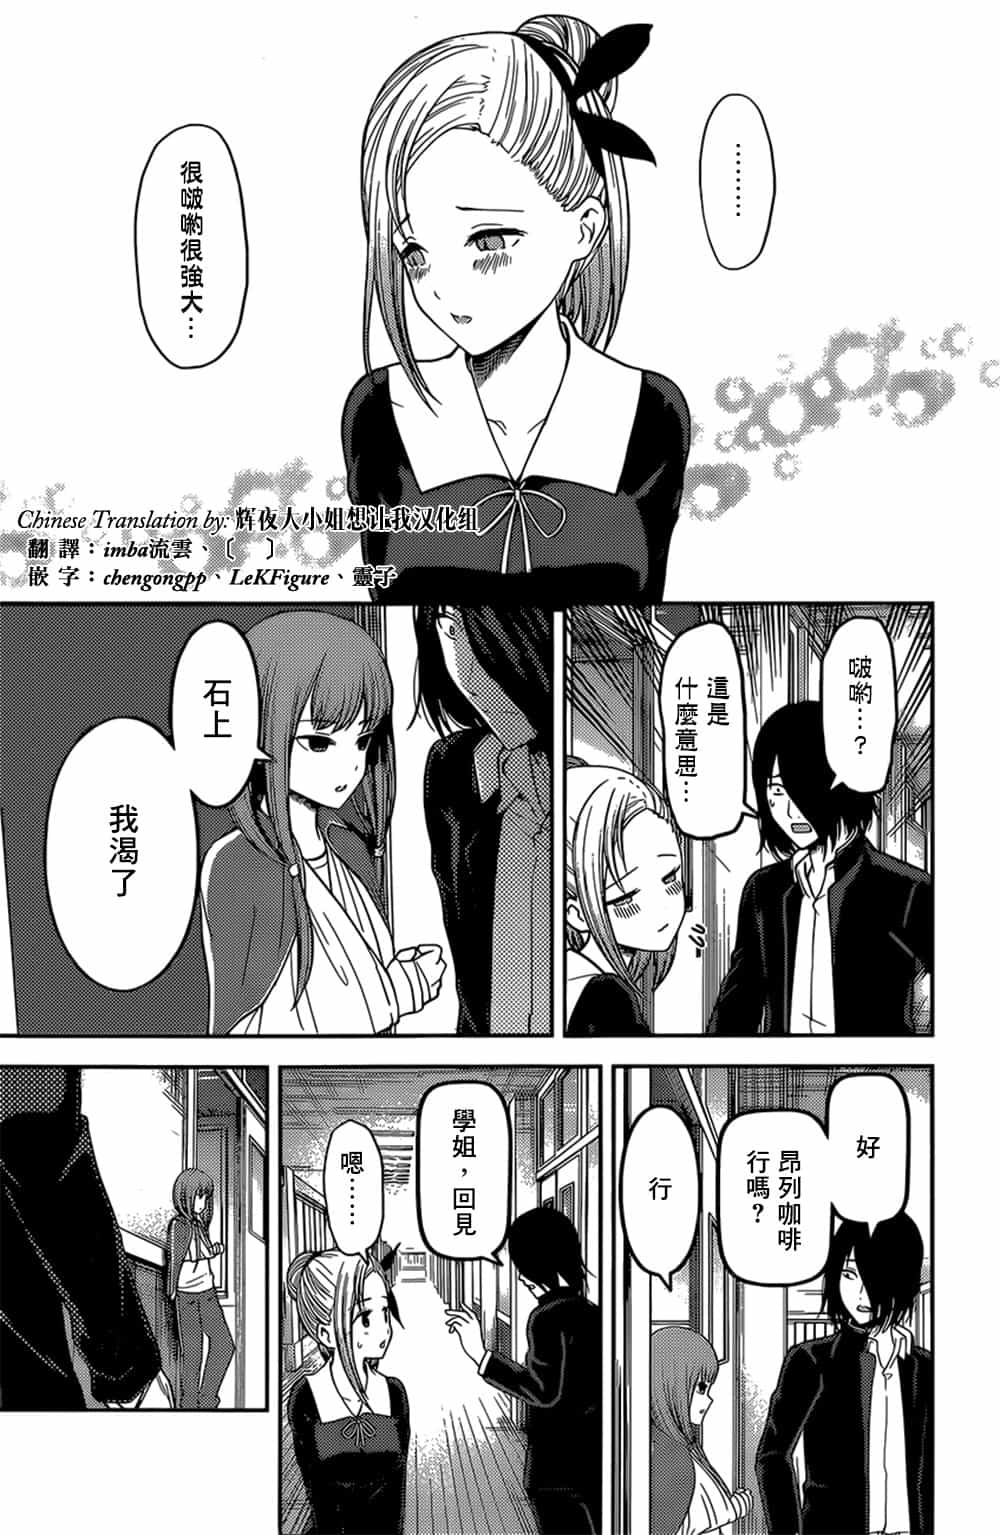 ………
很啵喲很強大…
Chinese Translation by: 辉夜大小姐想让我汉化组
翻 譯：imba流雲、〔　〕
嵌 字：chengongpp、LeKFigure、靈子
啵喲…？
這是
什麼意思…
石上
我渴了
好
昂列咖啡
行嗎？
行
學姐，回見
嗯……